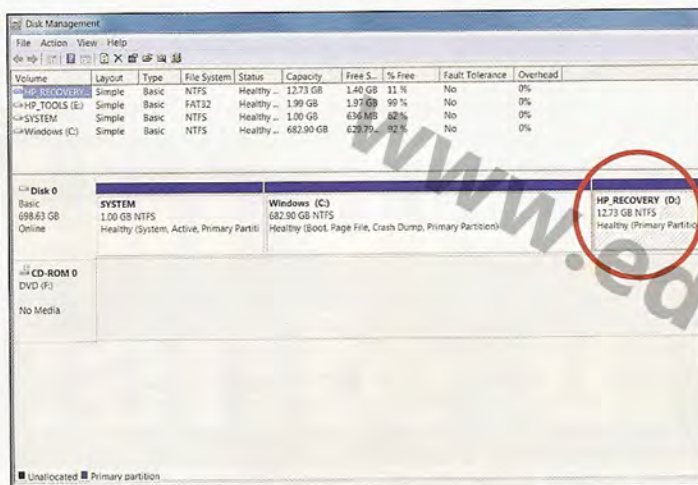 Disk Management
File Action View Help
Volume Layout Type File System Status Capacity Free S... % Free Fault Tolerance Overhead
HP_RECOVERY... Simple Basic NTFS Healthy ... 12.73 GB 1.40 GB 11 % No 0%
HP_TOOLS (E:) Simple Basic FAT32 Healthy ... 1.99 GB 1.97 GB 99 % No 0%
SYSTEM Simple Basic NTFS Healthy ... 1.00 GB 636 MB 62 % No 0%
Windows (C:) Simple Basic NTFS Healthy ... 682.90 GB 629.79... 92 % No 0%
Disk 0
Basic
698.63 GB
Online
SYSTEM
1.00 GB NTFS
Healthy (System, Active, Primary Partiti
Windows (C:)
682.90 GB NTFS
Healthy (Boot, Page File, Crash Dump, Primary Partition)
HP_RECOVERY (D:)
12.73 GB NTFS
Healthy (Primary Partitio
CD-ROM 0
DVD (F:)
No Media
Unallocated Primary partition
www.ed